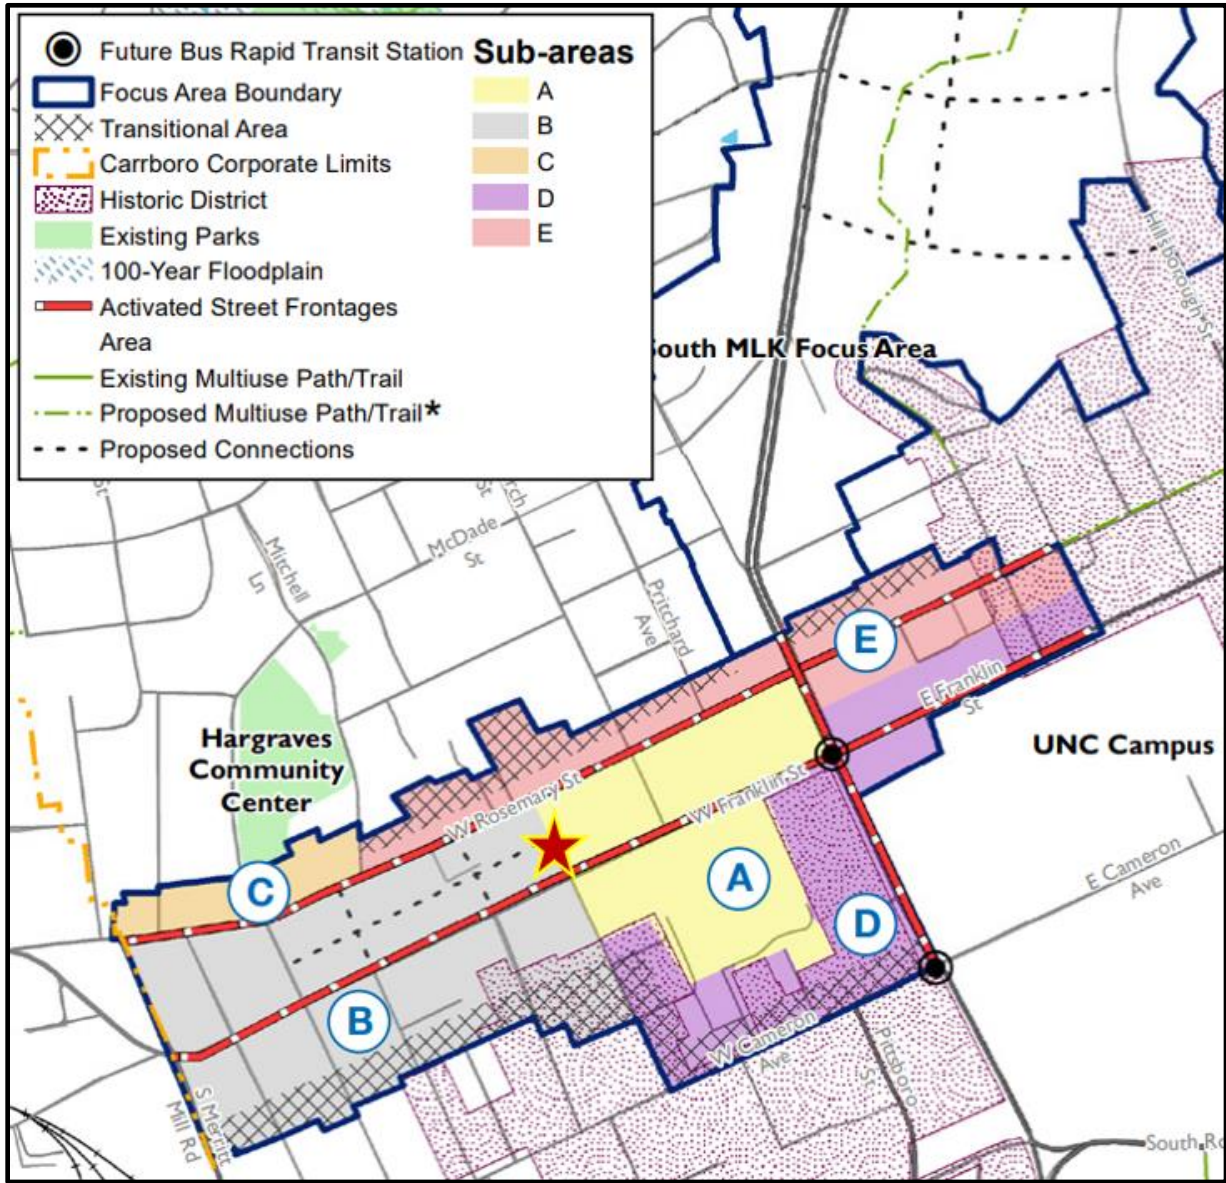 Future Bus Rapid Transit Station
Focus Area Boundary
Transitional Area
Carrboro Corporate Limits
Historic District
Existing Parks
100-Year Floodplain
Activated Street Frontages
Area
Existing Multiuse Path/Trail
Proposed Multiuse Path/Trail*
Proposed Connections
Sub-areas
A
B
C
D
E
Hillsborough St
South MLK Focus Area
St
St
McDade
St
Mitchell
Ln
Pritchard
Ave
E
E Franklin
St
UNC Campus
Hargraves
Community
Center
W Rosemary St
W Franklin St
C
A
D
B
E Cameron
Ave
W Cameron
Ave
Pittsboro
St
S Merritt
Mill Rd
South